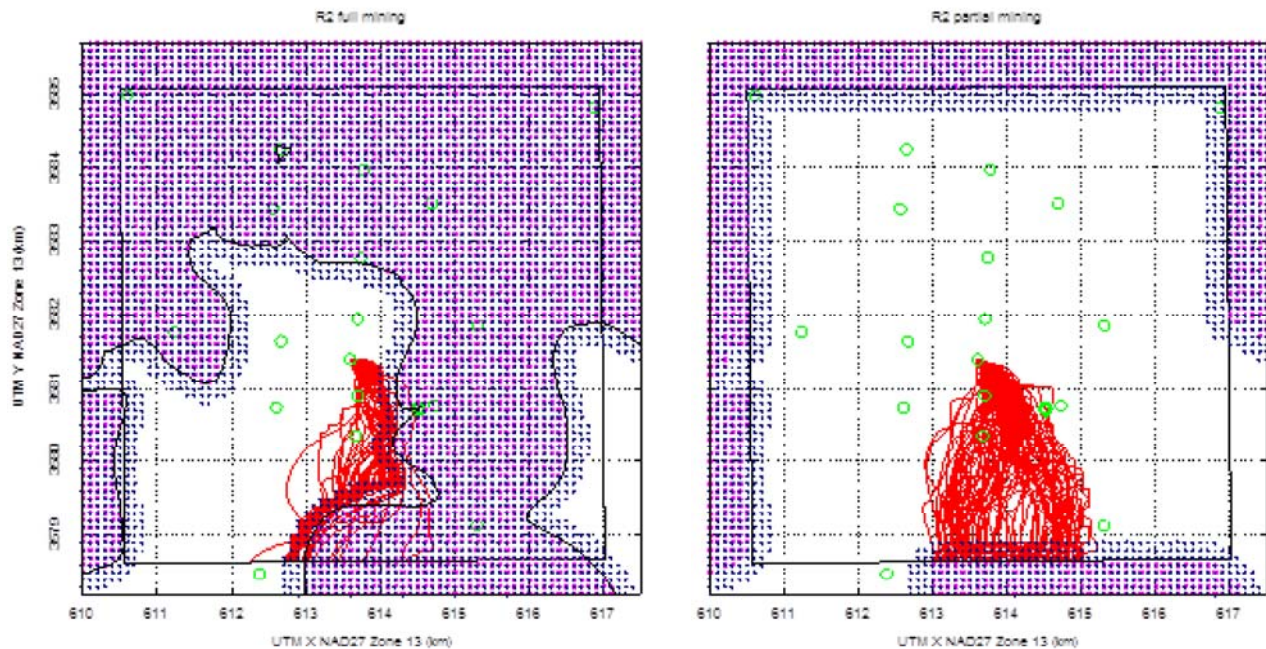 R2 full mining
R2 partial mining
UTM Y NAD27 Zone 13 (km)
3685
3684
3683
3682
3681
3680
3679
610 611 612 613 614 615 616 617
610 611 612 613 614 615 616 617
UTM X NAD27 Zone 13 (km)
UTM X NAD27 Zone 13 (km)